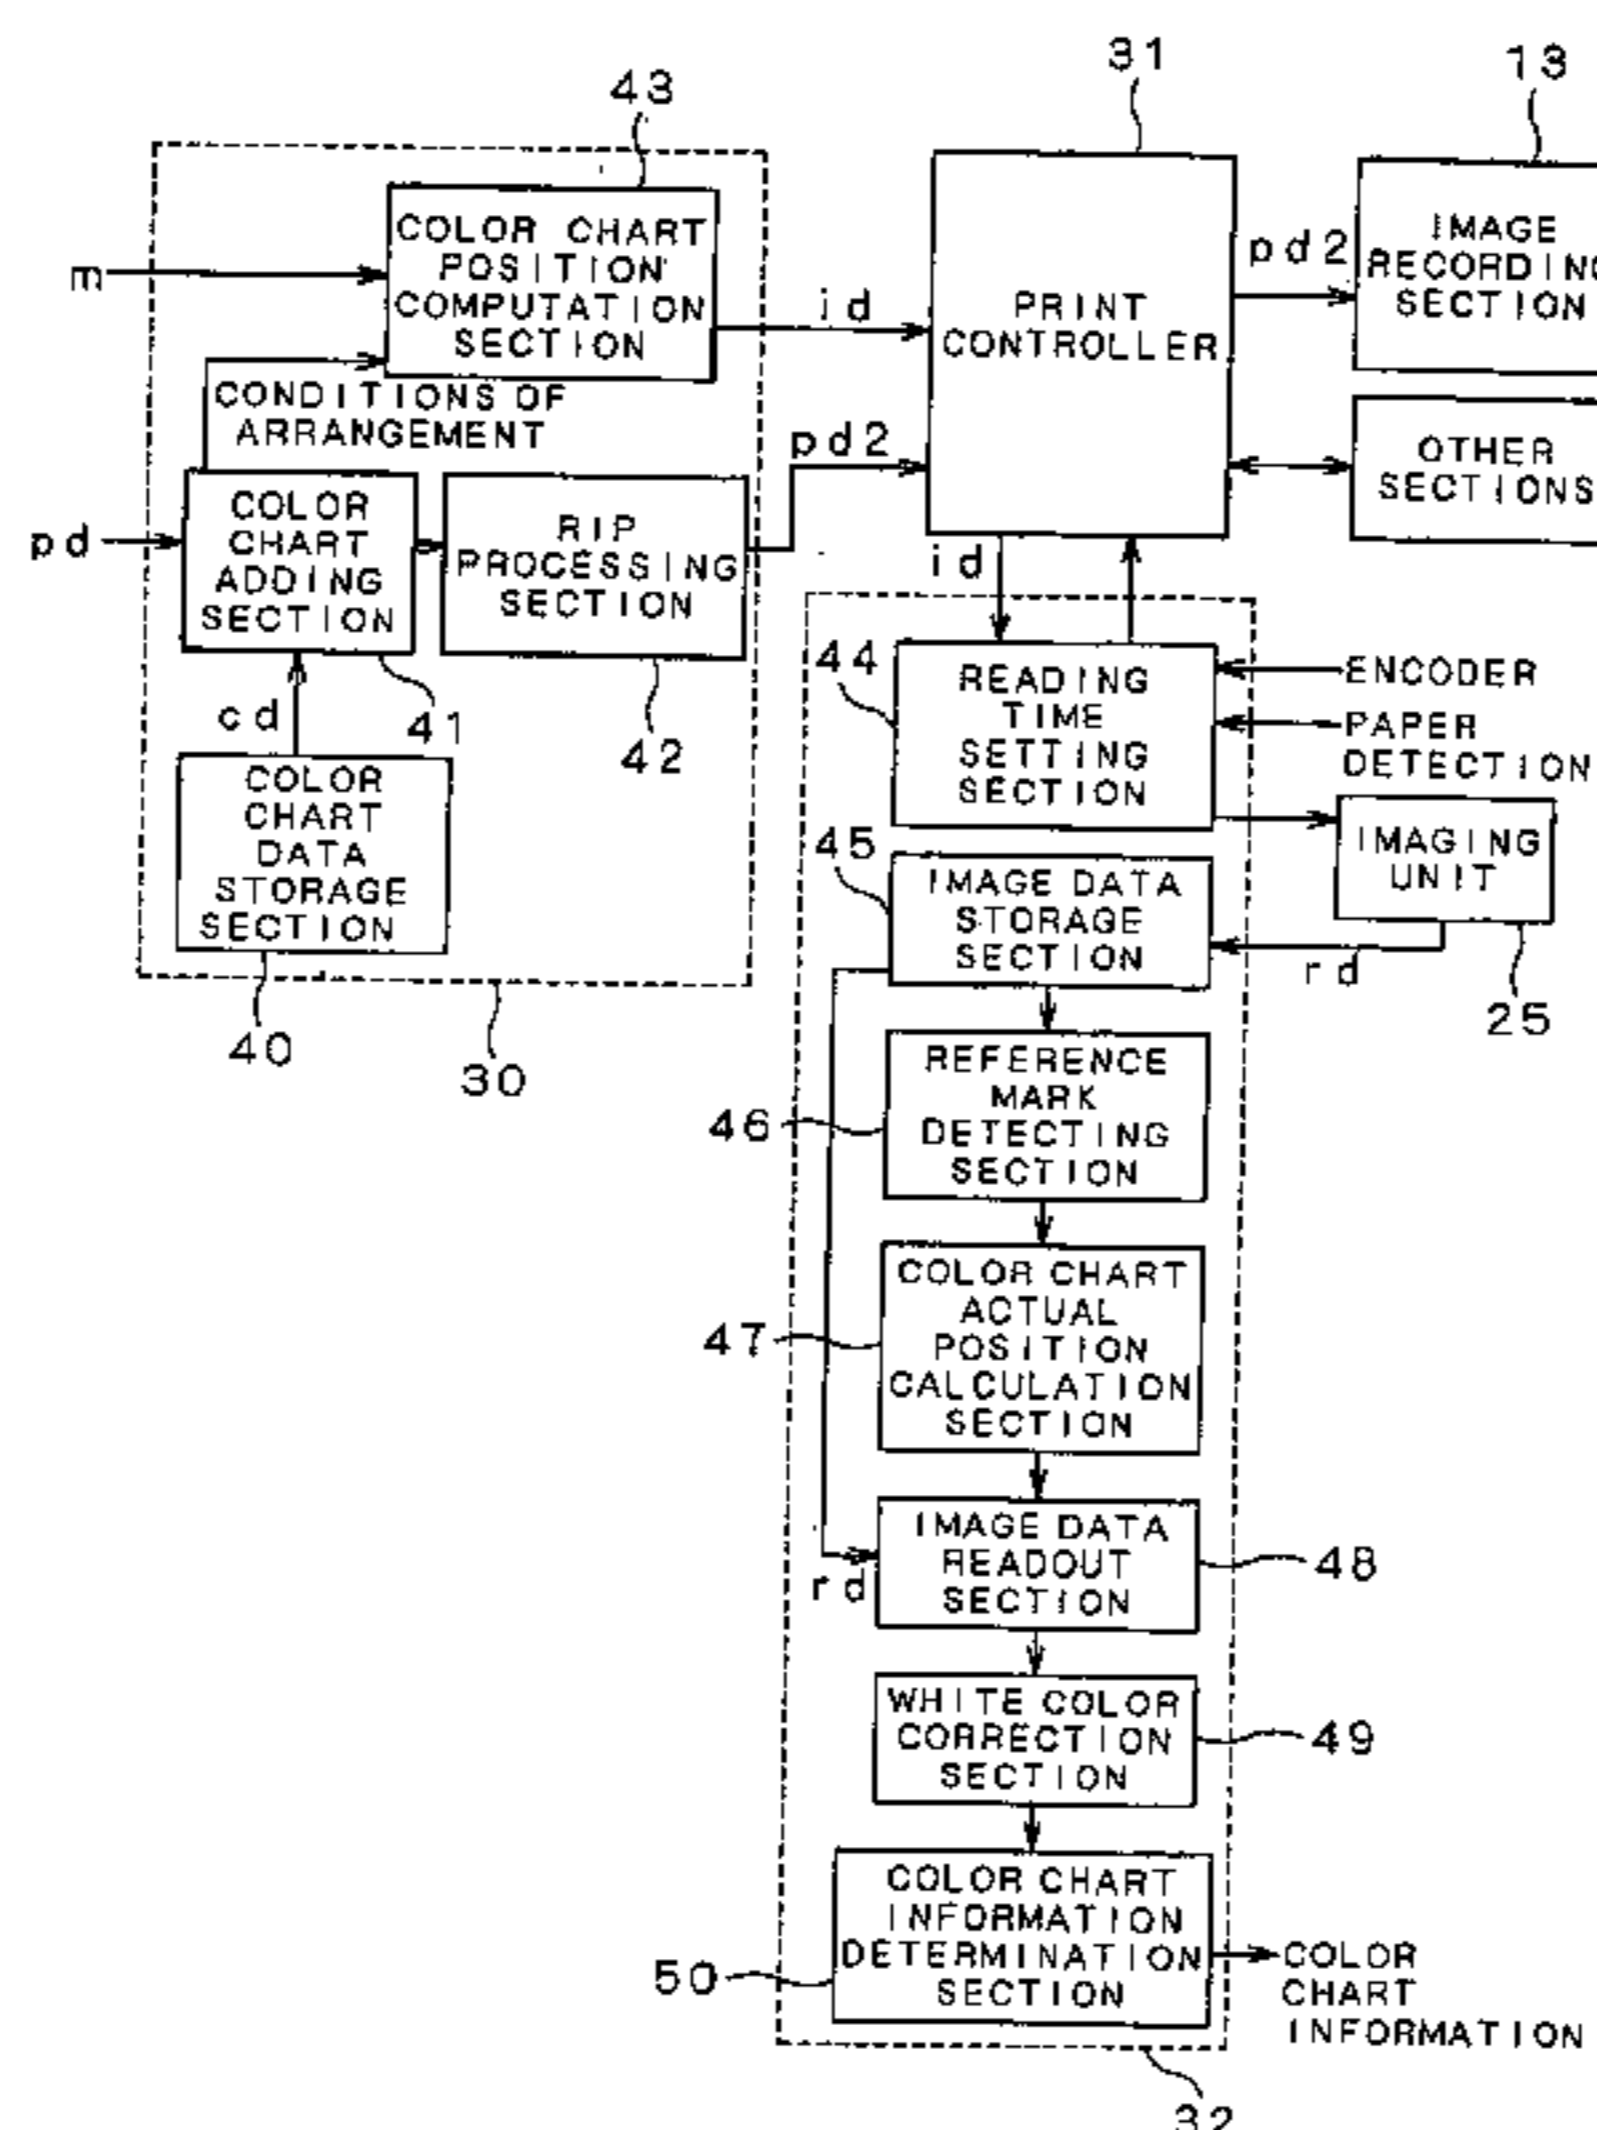 31
13
43
COLOR CHART
POSITION
COMPUTATION
SECTION
m
id
PRINT
CONTROLLER
pd2
IMAGE
RECORDING
SECTION
CONDITIONS OF
ARRANGEMENT
pd2
OTHER
SECTIONS
pd
COLOR
CHART
ADDING
SECTION
RIP
PROCESSING
SECTION
id
41
42
cd
COLOR
CHART
DATA
STORAGE
SECTION
40
30
44
READING
TIME
SETTING
SECTION
ENCODER
PAPER
DETECTION
IMAGING
UNIT
25
45
IMAGE DATA
STORAGE
SECTION
rd
46
REFERENCE
MARK
DETECTING
SECTION
47
COLOR CHART
ACTUAL
POSITION
CALCULATION
SECTION
IMAGE DATA
READOUT
SECTION
48
rd
WHITE COLOR
CORRECTION
SECTION
49
50
COLOR CHART
INFORMATION
DETERMINATION
SECTION
COLOR
CHART
INFORMATION
32